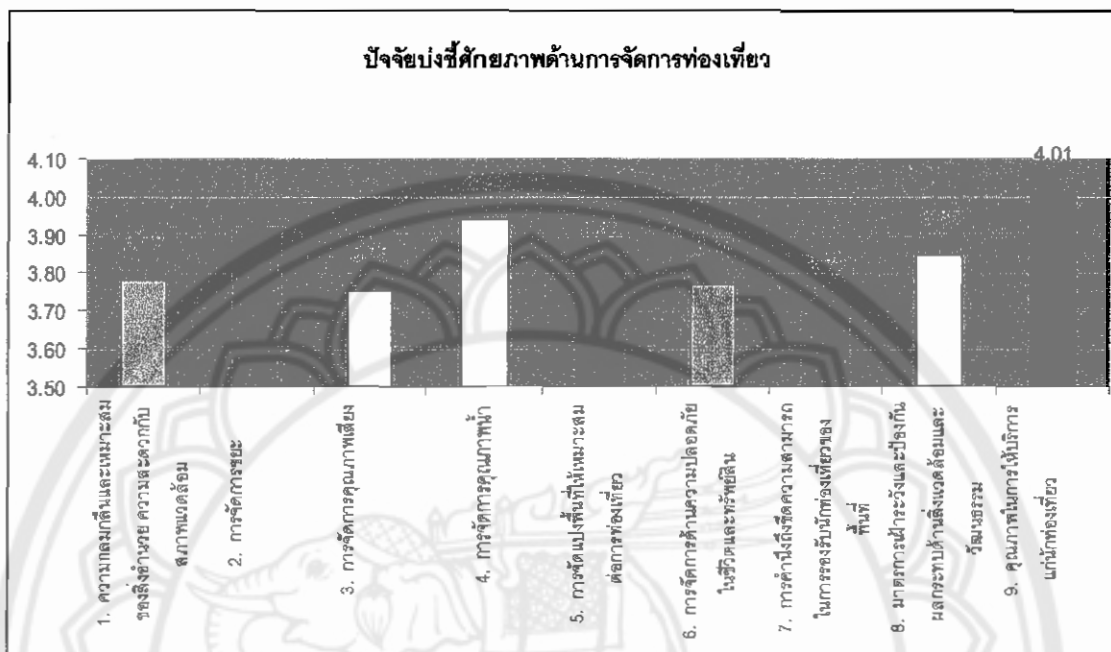 ปัจจัยบ่งชี้ศักยภาพด้านการจัดการท่องเที่ยว
4.10
4.00
3.90
3.80
3.70
3.60
3.50
4.01
1. ความกลมกลืนและเหมาะสม
ของสิ่งอำนวย ความสะดวกกับ
สภาพแวดล้อม
2. การจัดการขยะ
3. การจัดการคุณภาพเสียง
4. การจัดการคุณภาพน้ำ
5. การจัดแบ่งพื้นที่ให้เหมาะสม
ต่อการท่องเที่ยว
6. การจัดการด้านความปลอดภัย
ในชีวิตและทรัพย์สิน
7. การคำนึงถึงขีดความสามารถ
ในการรองรับนักท่องเที่ยวของ
พื้นที่
8. มาตรการเฝ้าระวังและป้องกัน
ผลกระทบด้านสิ่งแวดล้อมและ
วัฒนธรรม
9. คุณภาพในการให้บริการ
แก่นักท่องเที่ยว